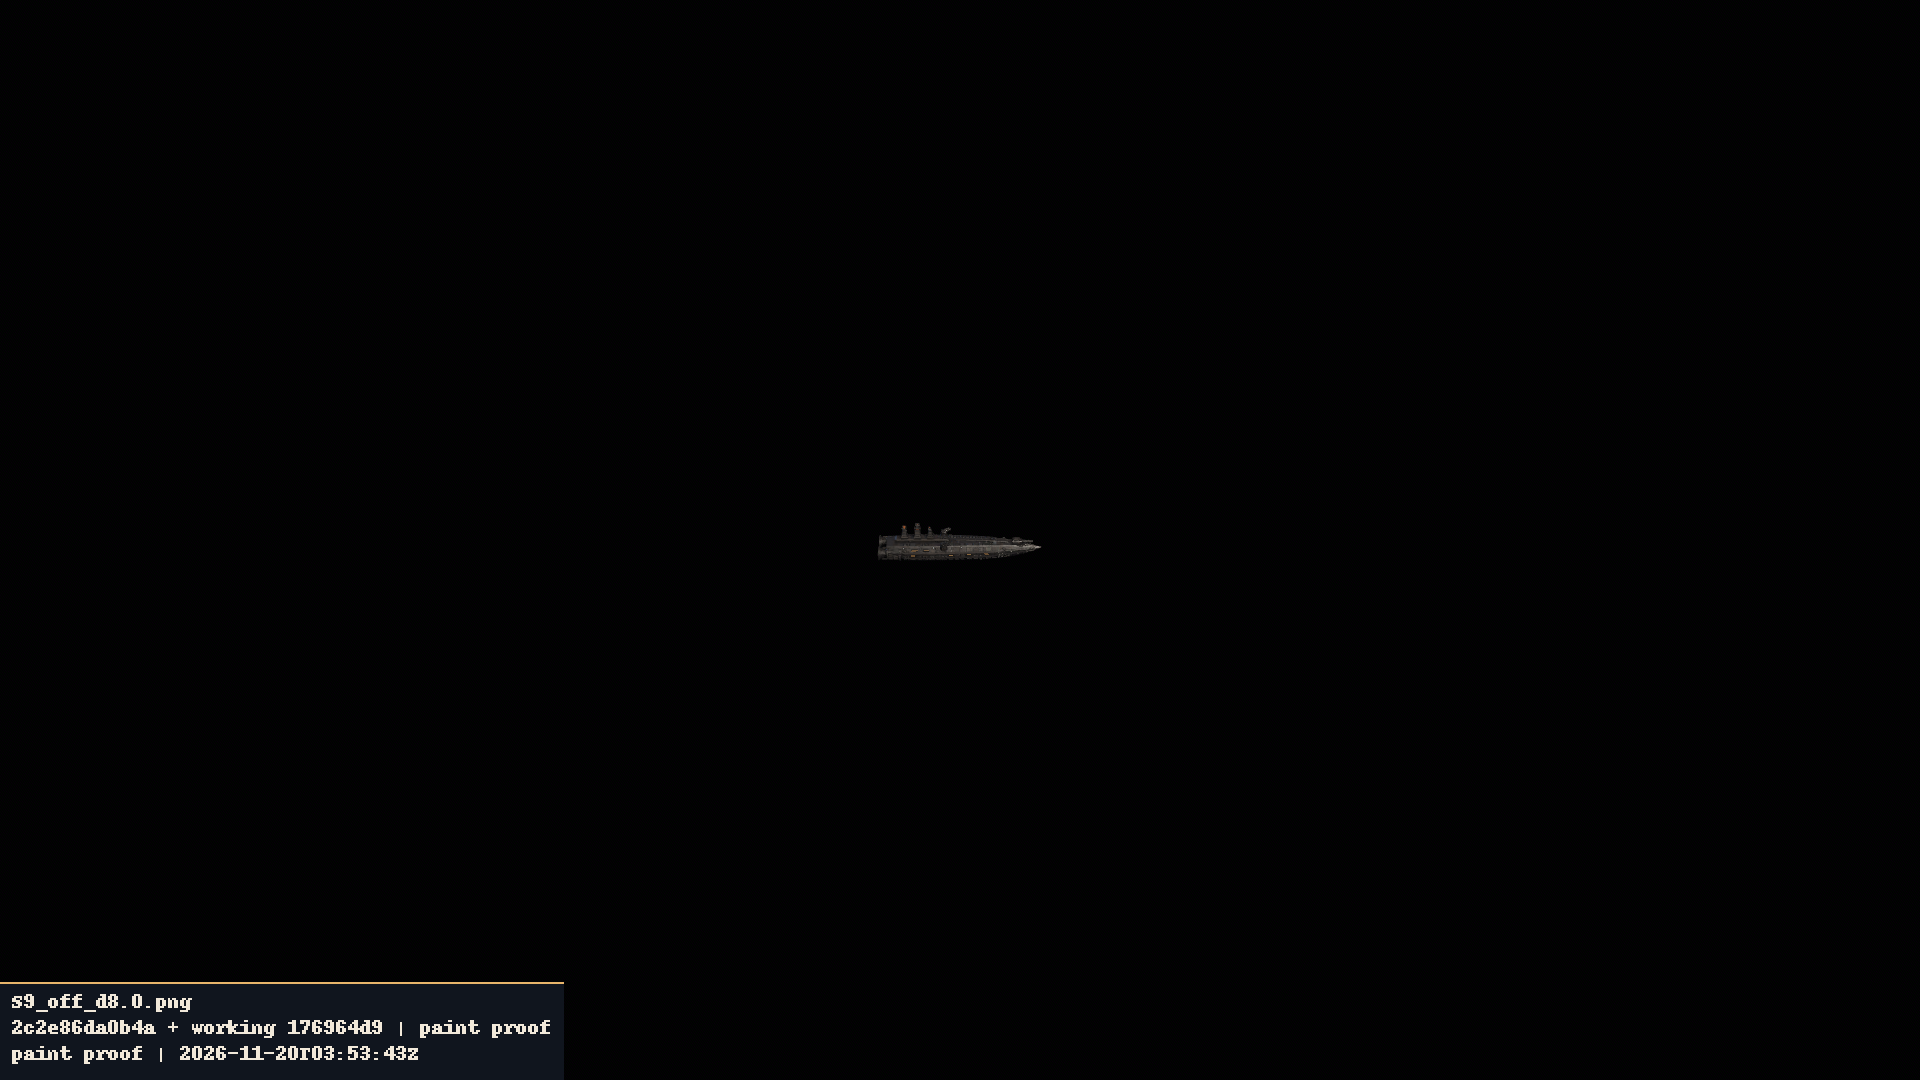 s9_off_d8.0.png
2c2e86da0b4a + working 176964d9 | paint proof
paint proof | 2026-11-20T03:53:43z